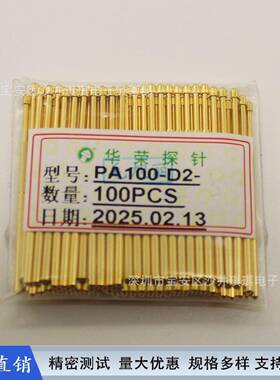 华荣探针
型号: PA100-D2-
数量: 100PCS
日期: 2025.02.13
直销
精密测试 量大优惠 规格多样 支持